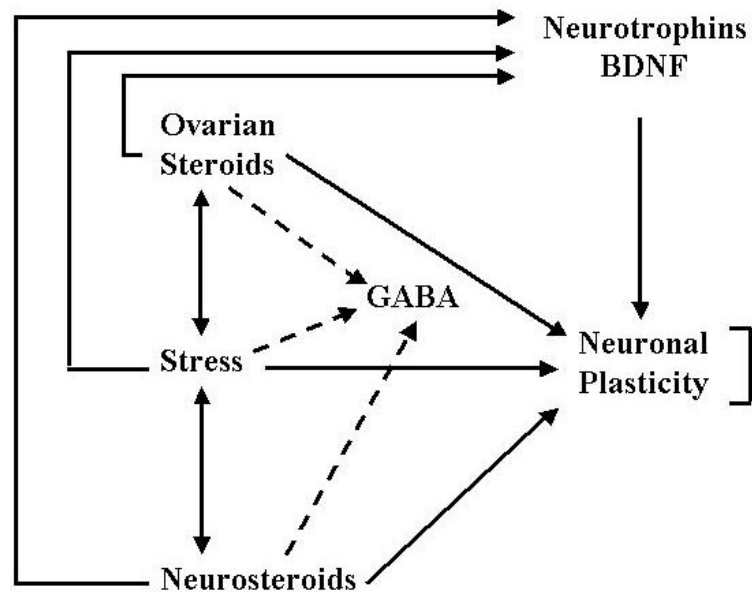 Neurotrophins
BDNF
Ovarian
Steroids
GABA
Stress
Neuronal
Plasticity
Neurosteroids